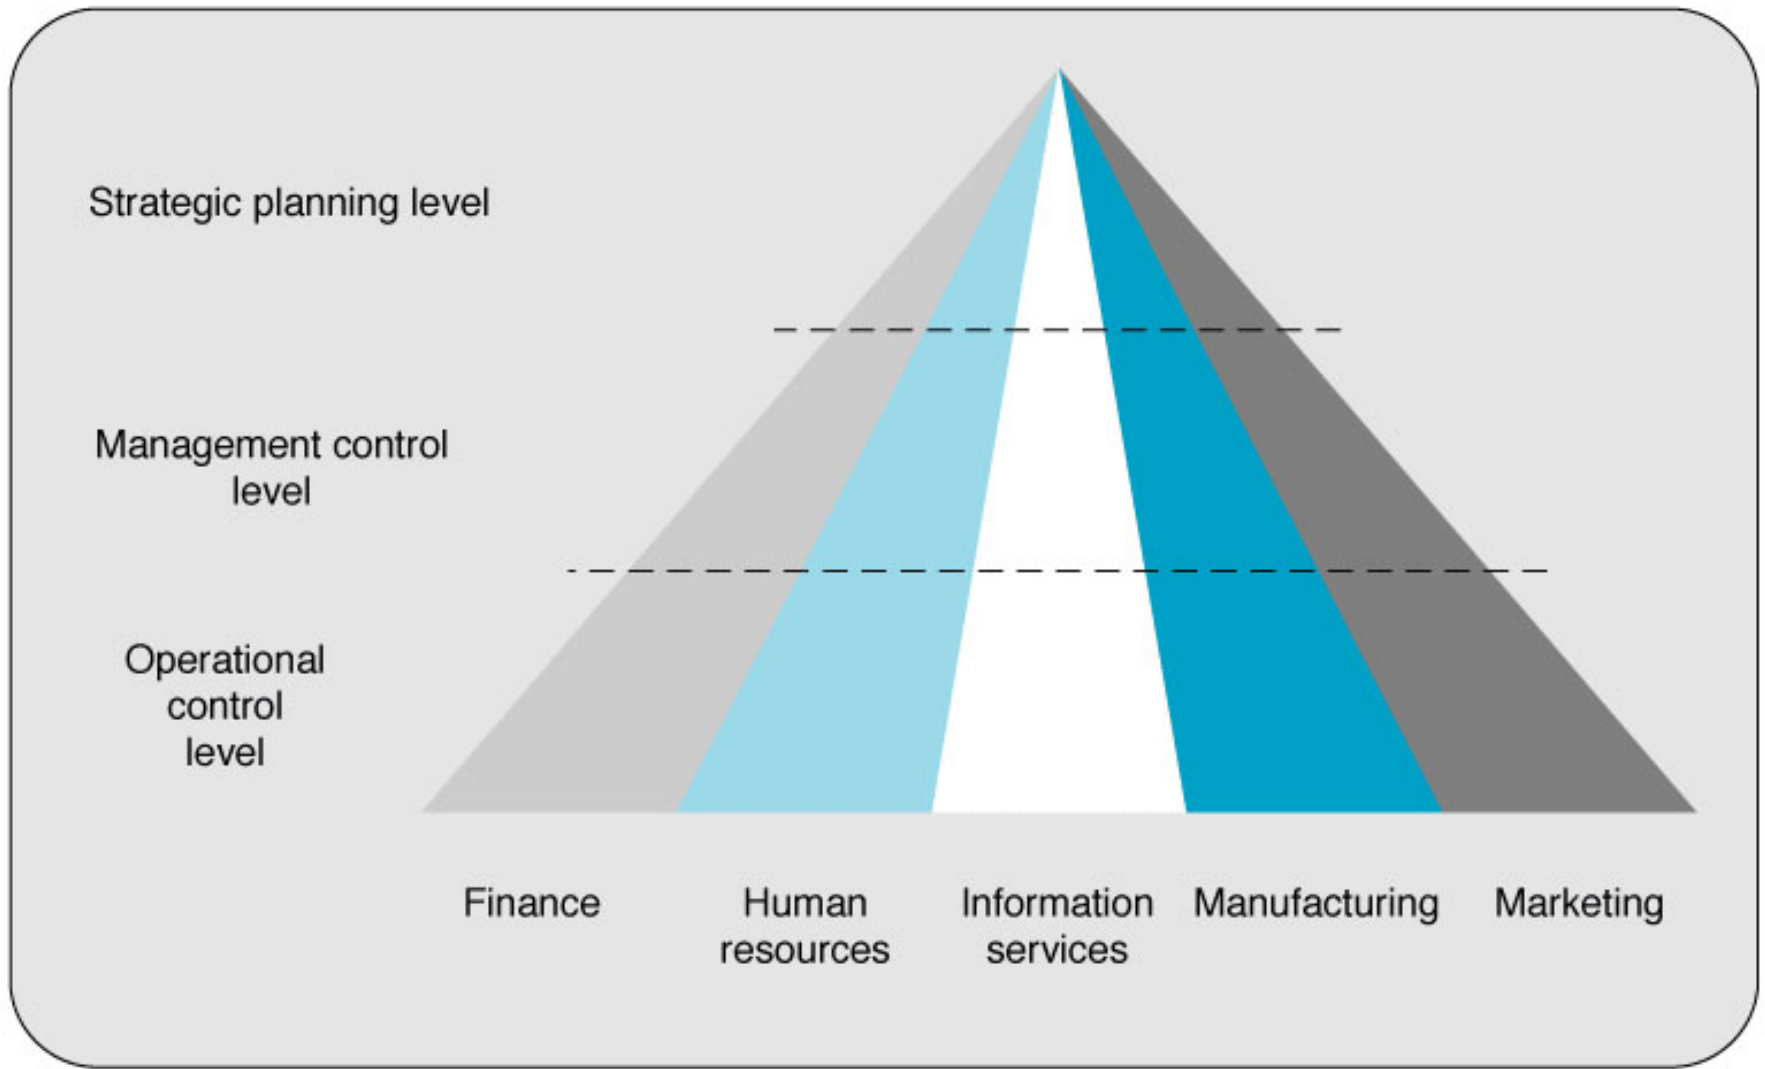 Strategic planning level
Management control
level
Operational
control
level
Finance
Human
resources
Information
services
Manufacturing
Marketing